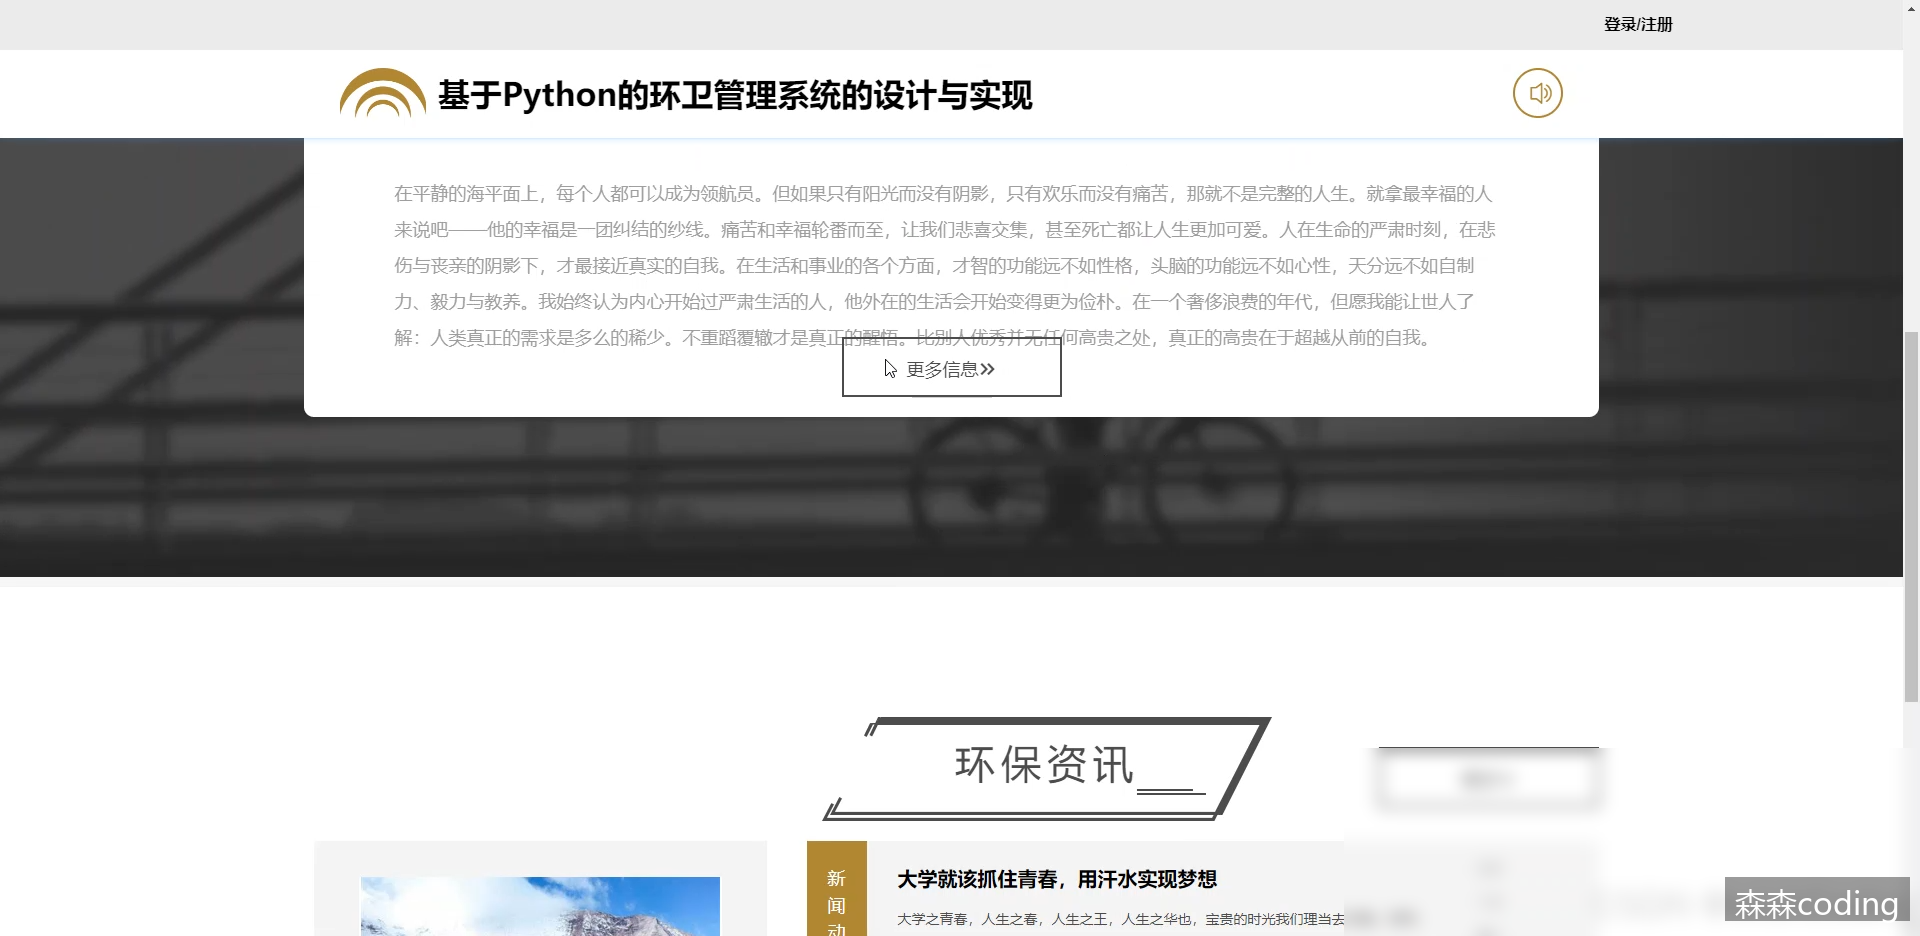 登录/注册
基于Python的环卫管理系统的设计与实现
在平静的海平面上，每个人都可以成为领航员。但如果只有阳光而没有阴影，只有欢乐而没有痛苦，那就不是完整的人生。就拿最幸福的人
来说吧——他的幸福是一团纠结的纱线。痛苦和幸福轮番而至，让我们悲喜交集，甚至死亡都让人生更加可爱。人在生命的严肃时刻，在悲
伤与丧亲的阴影下，才最接近真实的自我。在生活和事业的各个方面，才智的功能远不如性格，头脑的功能远不如心性，天分远不如自制
力、毅力与教养。我始终认为内心开始过严肃生活的人，他外在的生活会开始变得更为俭朴。在一个奢侈浪费的年代，但愿我能让世人了
解：人类真正的需求是多么的稀少。不重蹈覆辙才是真正的醒悟。比别人优秀并无任何高贵之处，真正的高贵在于超越从前的自我。
更多信息
环保资讯
新闻动
大学就该抓住青春，用汗水实现梦想
大学之青春，人生之春，人生之王，人生之华也，宝贵的时光我们理当去
森森coding